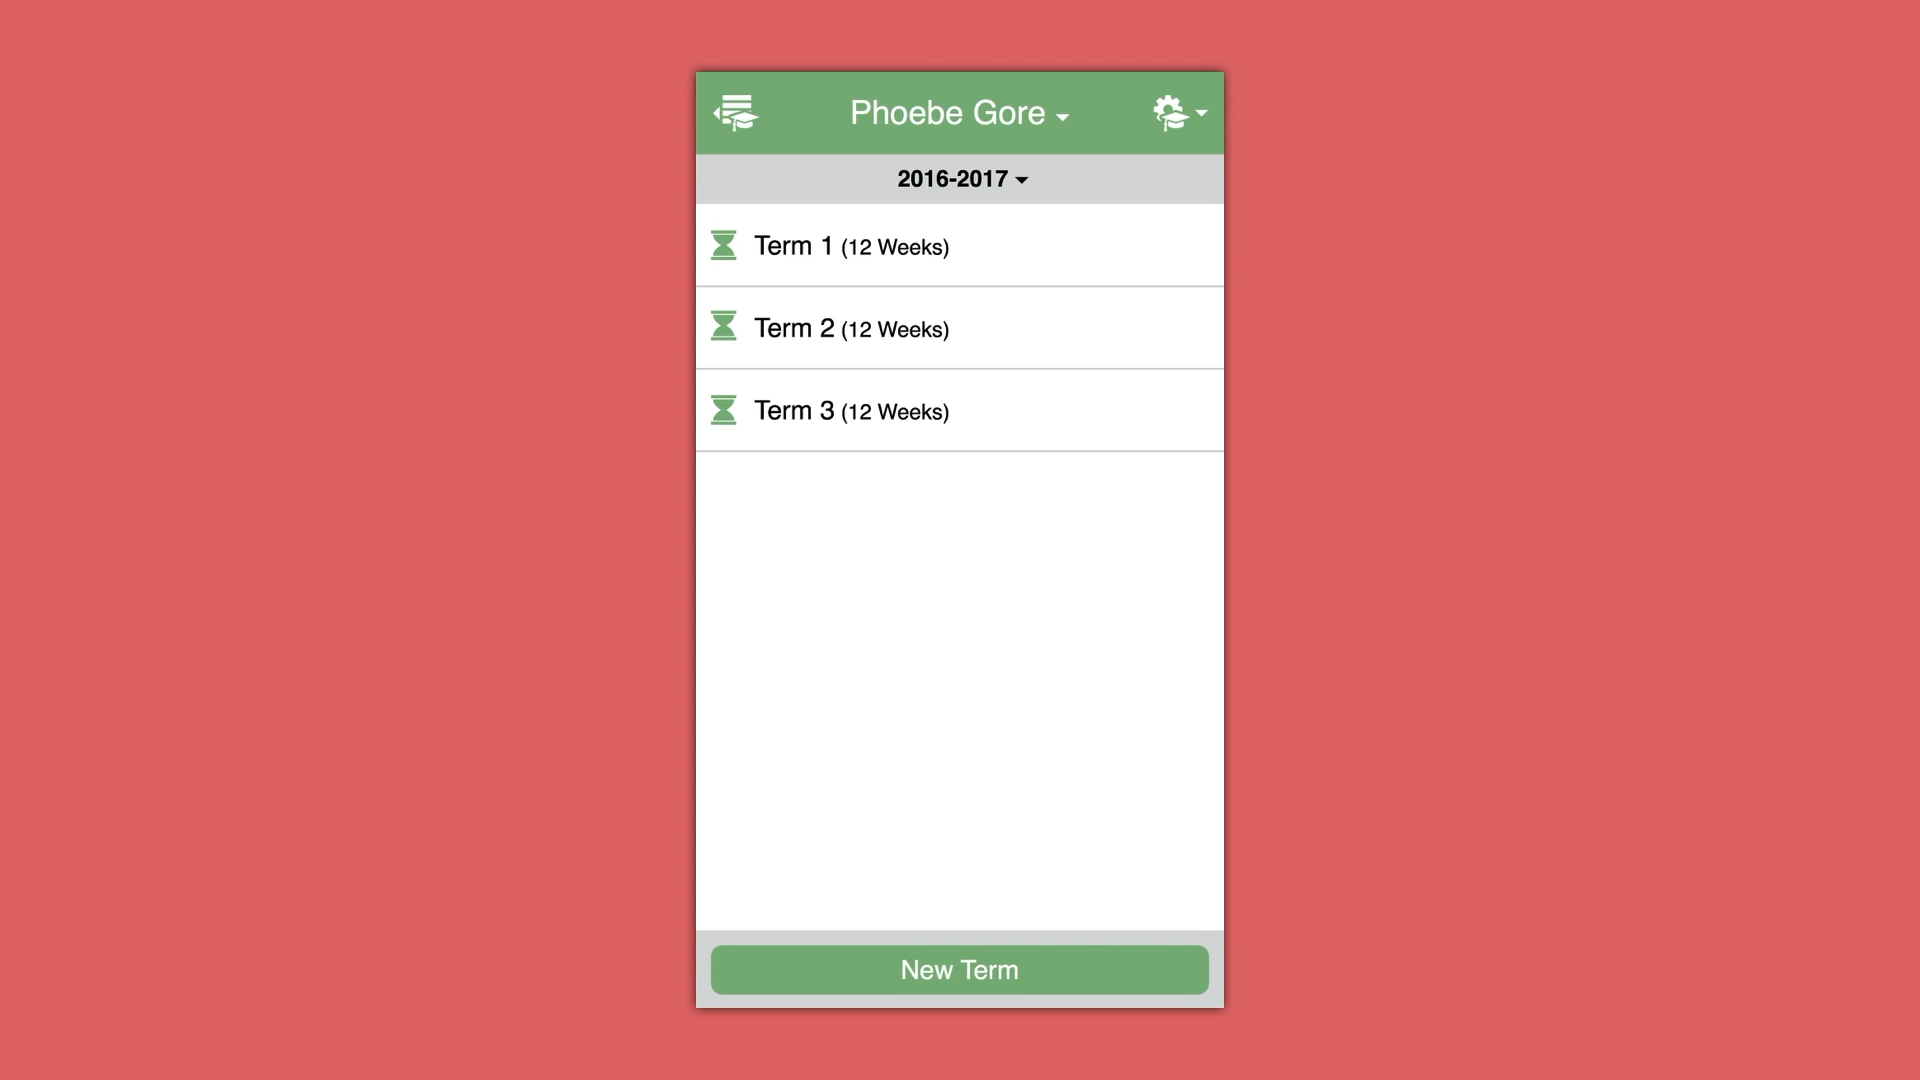 Phoebe Gore
2016-2017
Term 1 (12 Weeks)
Term 2 (12 Weeks)
Term 3 (12 Weeks)
New Term